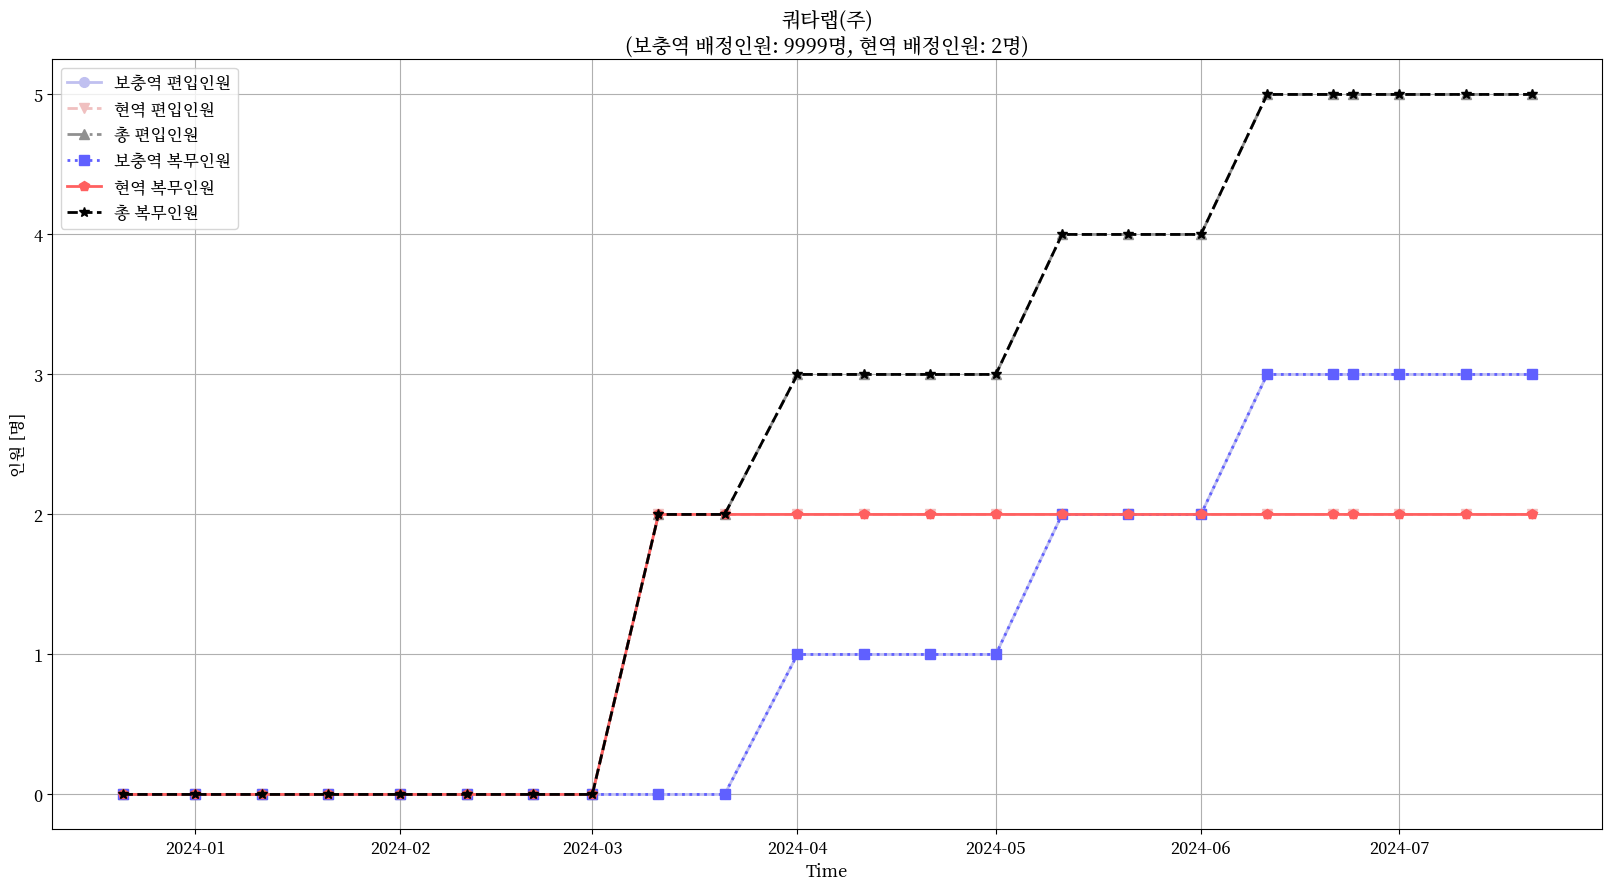 쿼타랩(주)
(보충역 배정인원: 9999명, 현역 배정인원: 2명)
보충역 편입인원
현역 편입인원
총 편입인원
보충역 복무인원
현역 복무인원
총 복무인원
인원 [명]
5
4
3
2
1
0
2024-01
2024-02
2024-03
2024-04
2024-05
2024-06
2024-07
Time